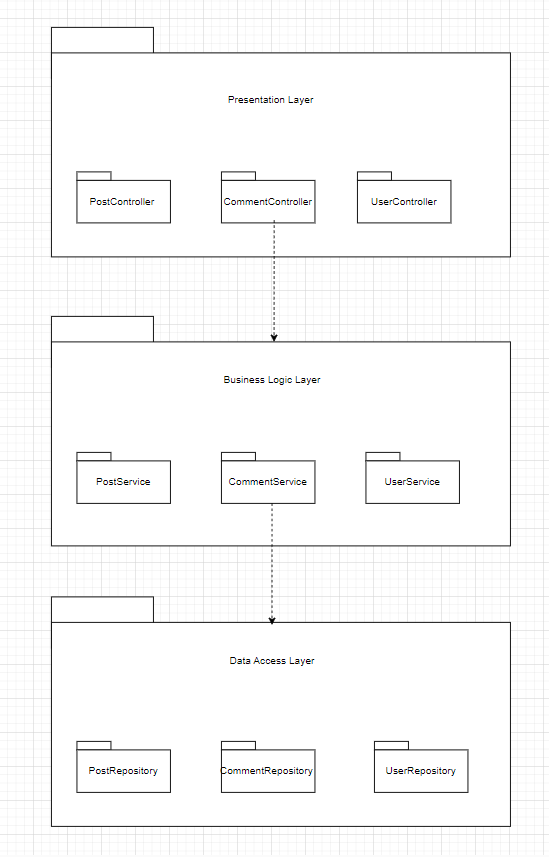 Presentation Layer
PostController
CommentController
UserController
Business Logic Layer
PostService
CommentService
UserService
Data Access Layer
PostRepository
CommentRepository
UserRepository